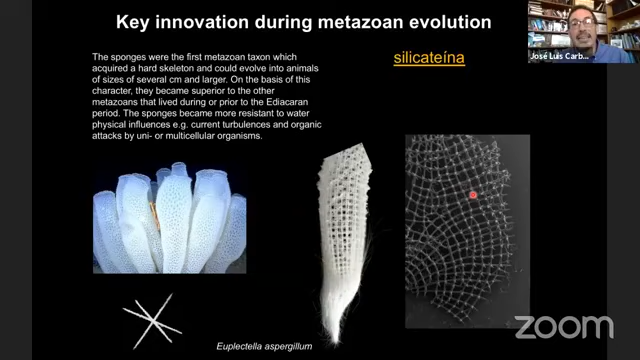 Key innovation during metazoan evolution
José Luis Carb...
The sponges were the first metazoan taxon which
acquired a hard skeleton and could evolve into animals
of sizes of several cm and larger. On the basis of this
character, they became superior to the other
metazoans that lived during or prior to the Ediacaran
period. The sponges became more resistant to water
physical influences e.g. current turbulences and organic
attacks by uni- or multicellular organisms.
silicateína
Euplectella aspergillum
zoom